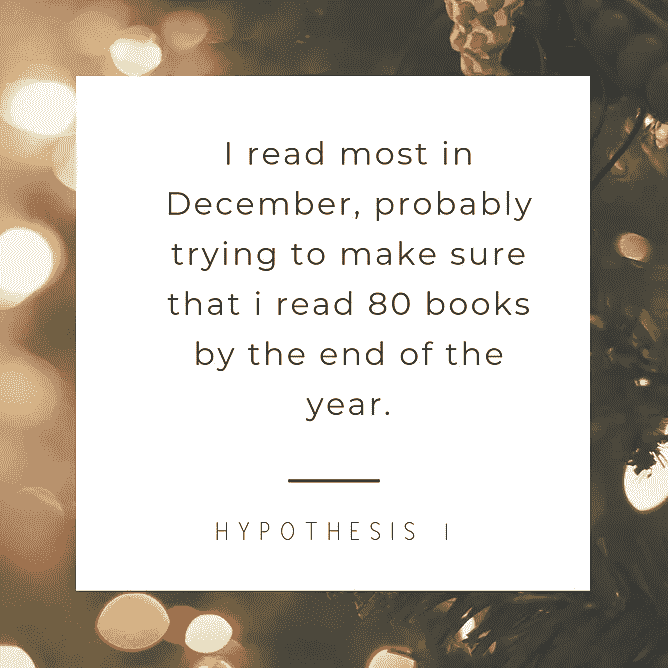 I read most in
December, probably
trying to make sure
that i read 80 books
by the end of the
year.
HYPOTHESIS 1